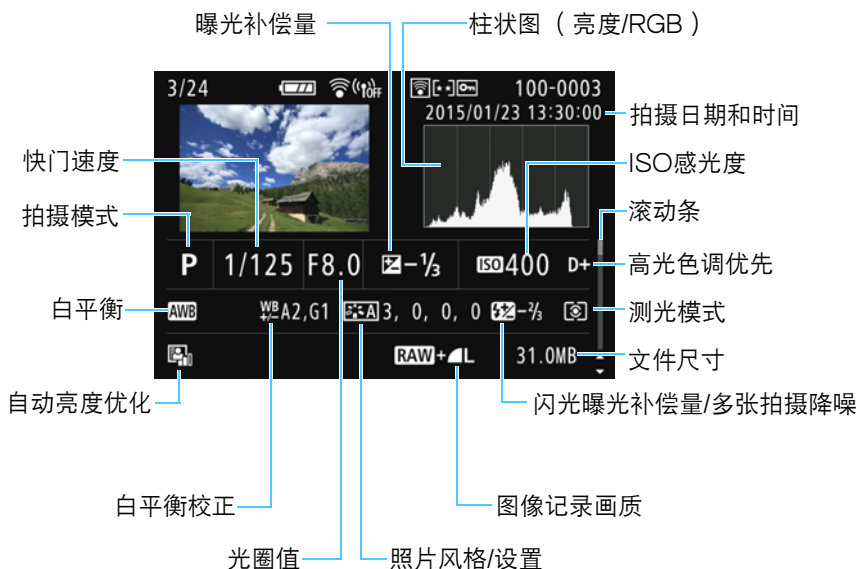 曝光补偿量 柱状图 （ 亮度/RGB ）
3/24 OFF 100-0003
2015/01/23 13:30:00
拍摄日期和时间
快门速度
ISO感光度
拍摄模式
滚动条
P 1/125 F8.0 -⅓ ISO400 D+
高光色调优先
白平衡
AWB WB+/-A2,G1 A 3, 0, 0, 0 -⅔
测光模式
RAW+L 31.0MB
文件尺寸
自动亮度优化
闪光曝光补偿量/多张拍摄降噪
白平衡校正
图像记录画质
光圈值
照片风格/设置